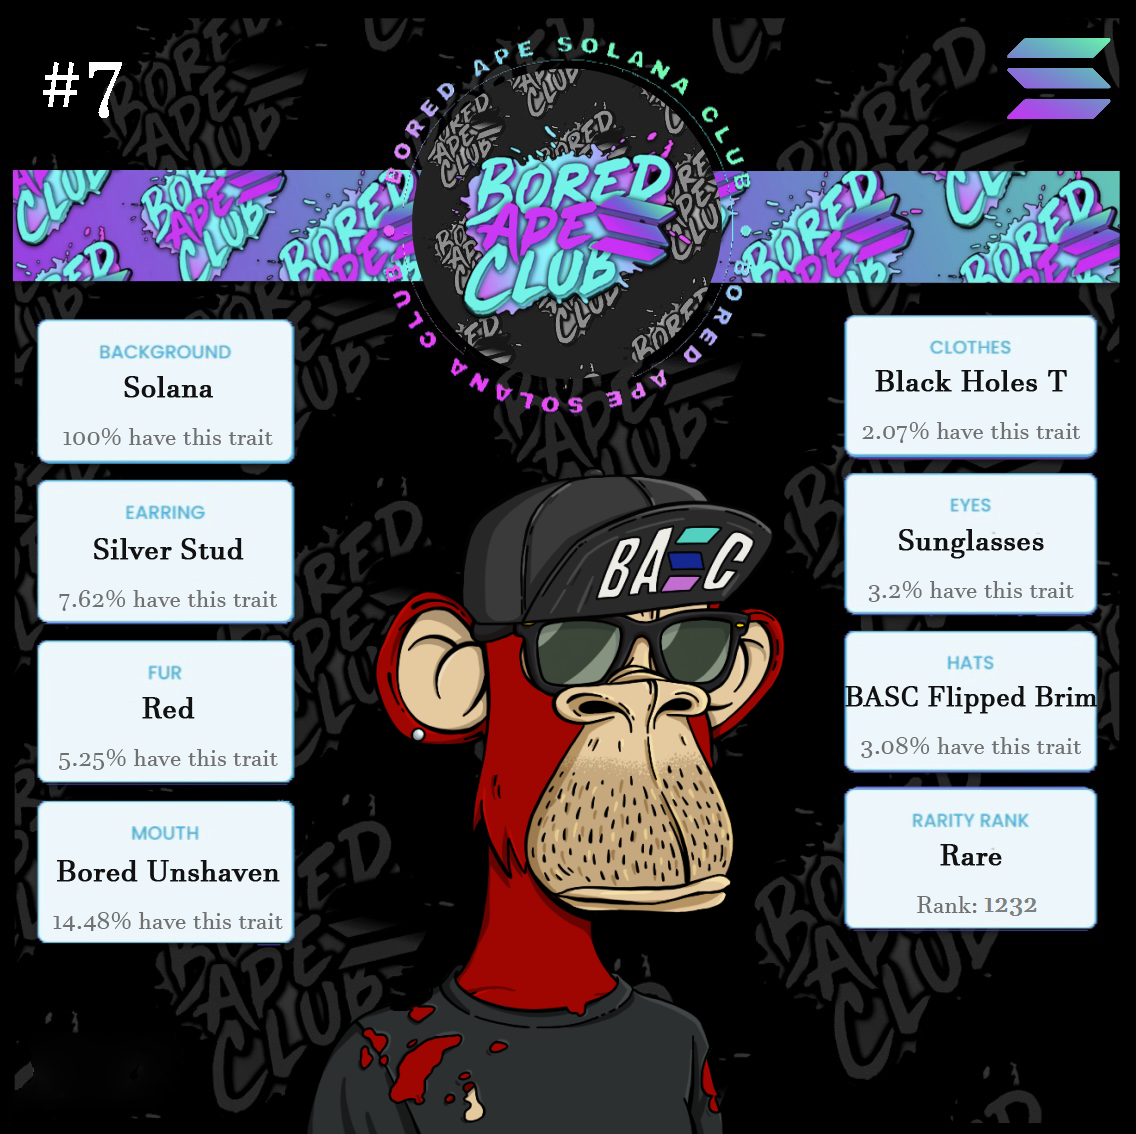 #7
BORED APE SOLANA CLUB
BORED APE SOLANA CLUB
BORED
APE
CLUB
BACKGROUND
Solana
100% have this trait
EARRING
Silver Stud
7.62% have this trait
FUR
Red
5.25% have this trait
MOUTH
Bored Unshaven
14.48% have this trait
CLOTHES
Black Holes T
2.07% have this trait
EYES
Sunglasses
3.2% have this trait
HATS
BASC Flipped Brim
3.08% have this trait
RARITY RANK
Rare
Rank: 1232
BASC